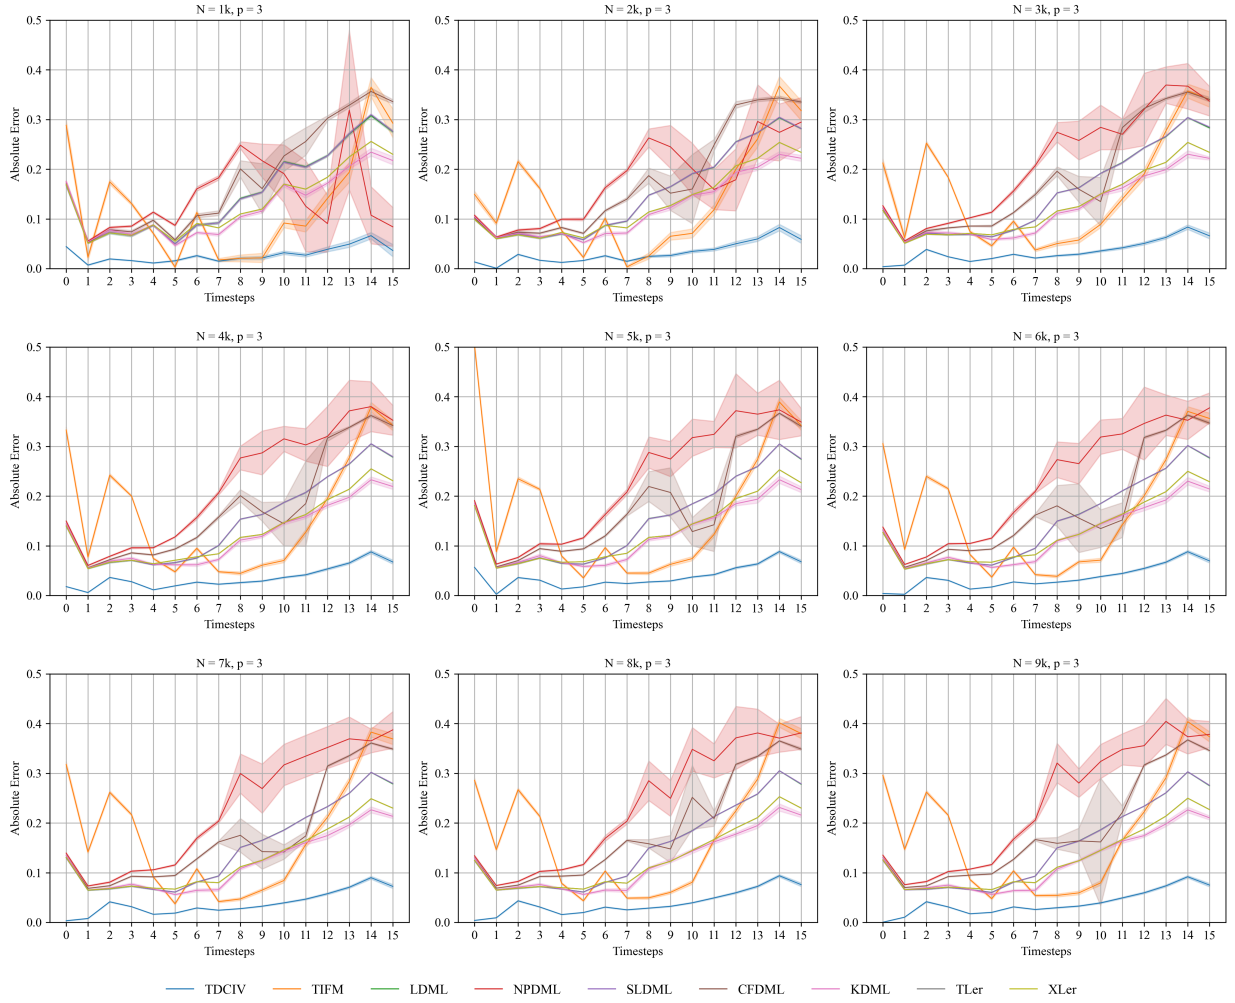 N = 1k, p = 3
N = 2k, p = 3
N = 3k, p = 3
0.5
0.4
0.3
0.2
0.1
0.0
Absolute Error
0 1 2 3 4 5 6 7 8 9 10 11 12 13 14 15
Timesteps
0.5
0.4
0.3
0.2
0.1
0.0
Absolute Error
0 1 2 3 4 5 6 7 8 9 10 11 12 13 14 15
Timesteps
0.5
0.4
0.3
0.2
0.1
0.0
Absolute Error
0 1 2 3 4 5 6 7 8 9 10 11 12 13 14 15
Timesteps
N = 4k, p = 3
N = 5k, p = 3
N = 6k, p = 3
0.5
0.4
0.3
0.2
0.1
0.0
Absolute Error
0 1 2 3 4 5 6 7 8 9 10 11 12 13 14 15
Timesteps
0.5
0.4
0.3
0.2
0.1
0.0
Absolute Error
0 1 2 3 4 5 6 7 8 9 10 11 12 13 14 15
Timesteps
0.5
0.4
0.3
0.2
0.1
0.0
Absolute Error
0 1 2 3 4 5 6 7 8 9 10 11 12 13 14 15
Timesteps
N = 7k, p = 3
N = 8k, p = 3
N = 9k, p = 3
0.5
0.4
0.3
0.2
0.1
0.0
Absolute Error
0 1 2 3 4 5 6 7 8 9 10 11 12 13 14 15
Timesteps
0.5
0.4
0.3
0.2
0.1
0.0
Absolute Error
0 1 2 3 4 5 6 7 8 9 10 11 12 13 14 15
Timesteps
0.5
0.4
0.3
0.2
0.1
0.0
Absolute Error
0 1 2 3 4 5 6 7 8 9 10 11 12 13 14 15
Timesteps
TDCIV TIFM LDML NPDML SLDML CFDML KDML TLer XLer